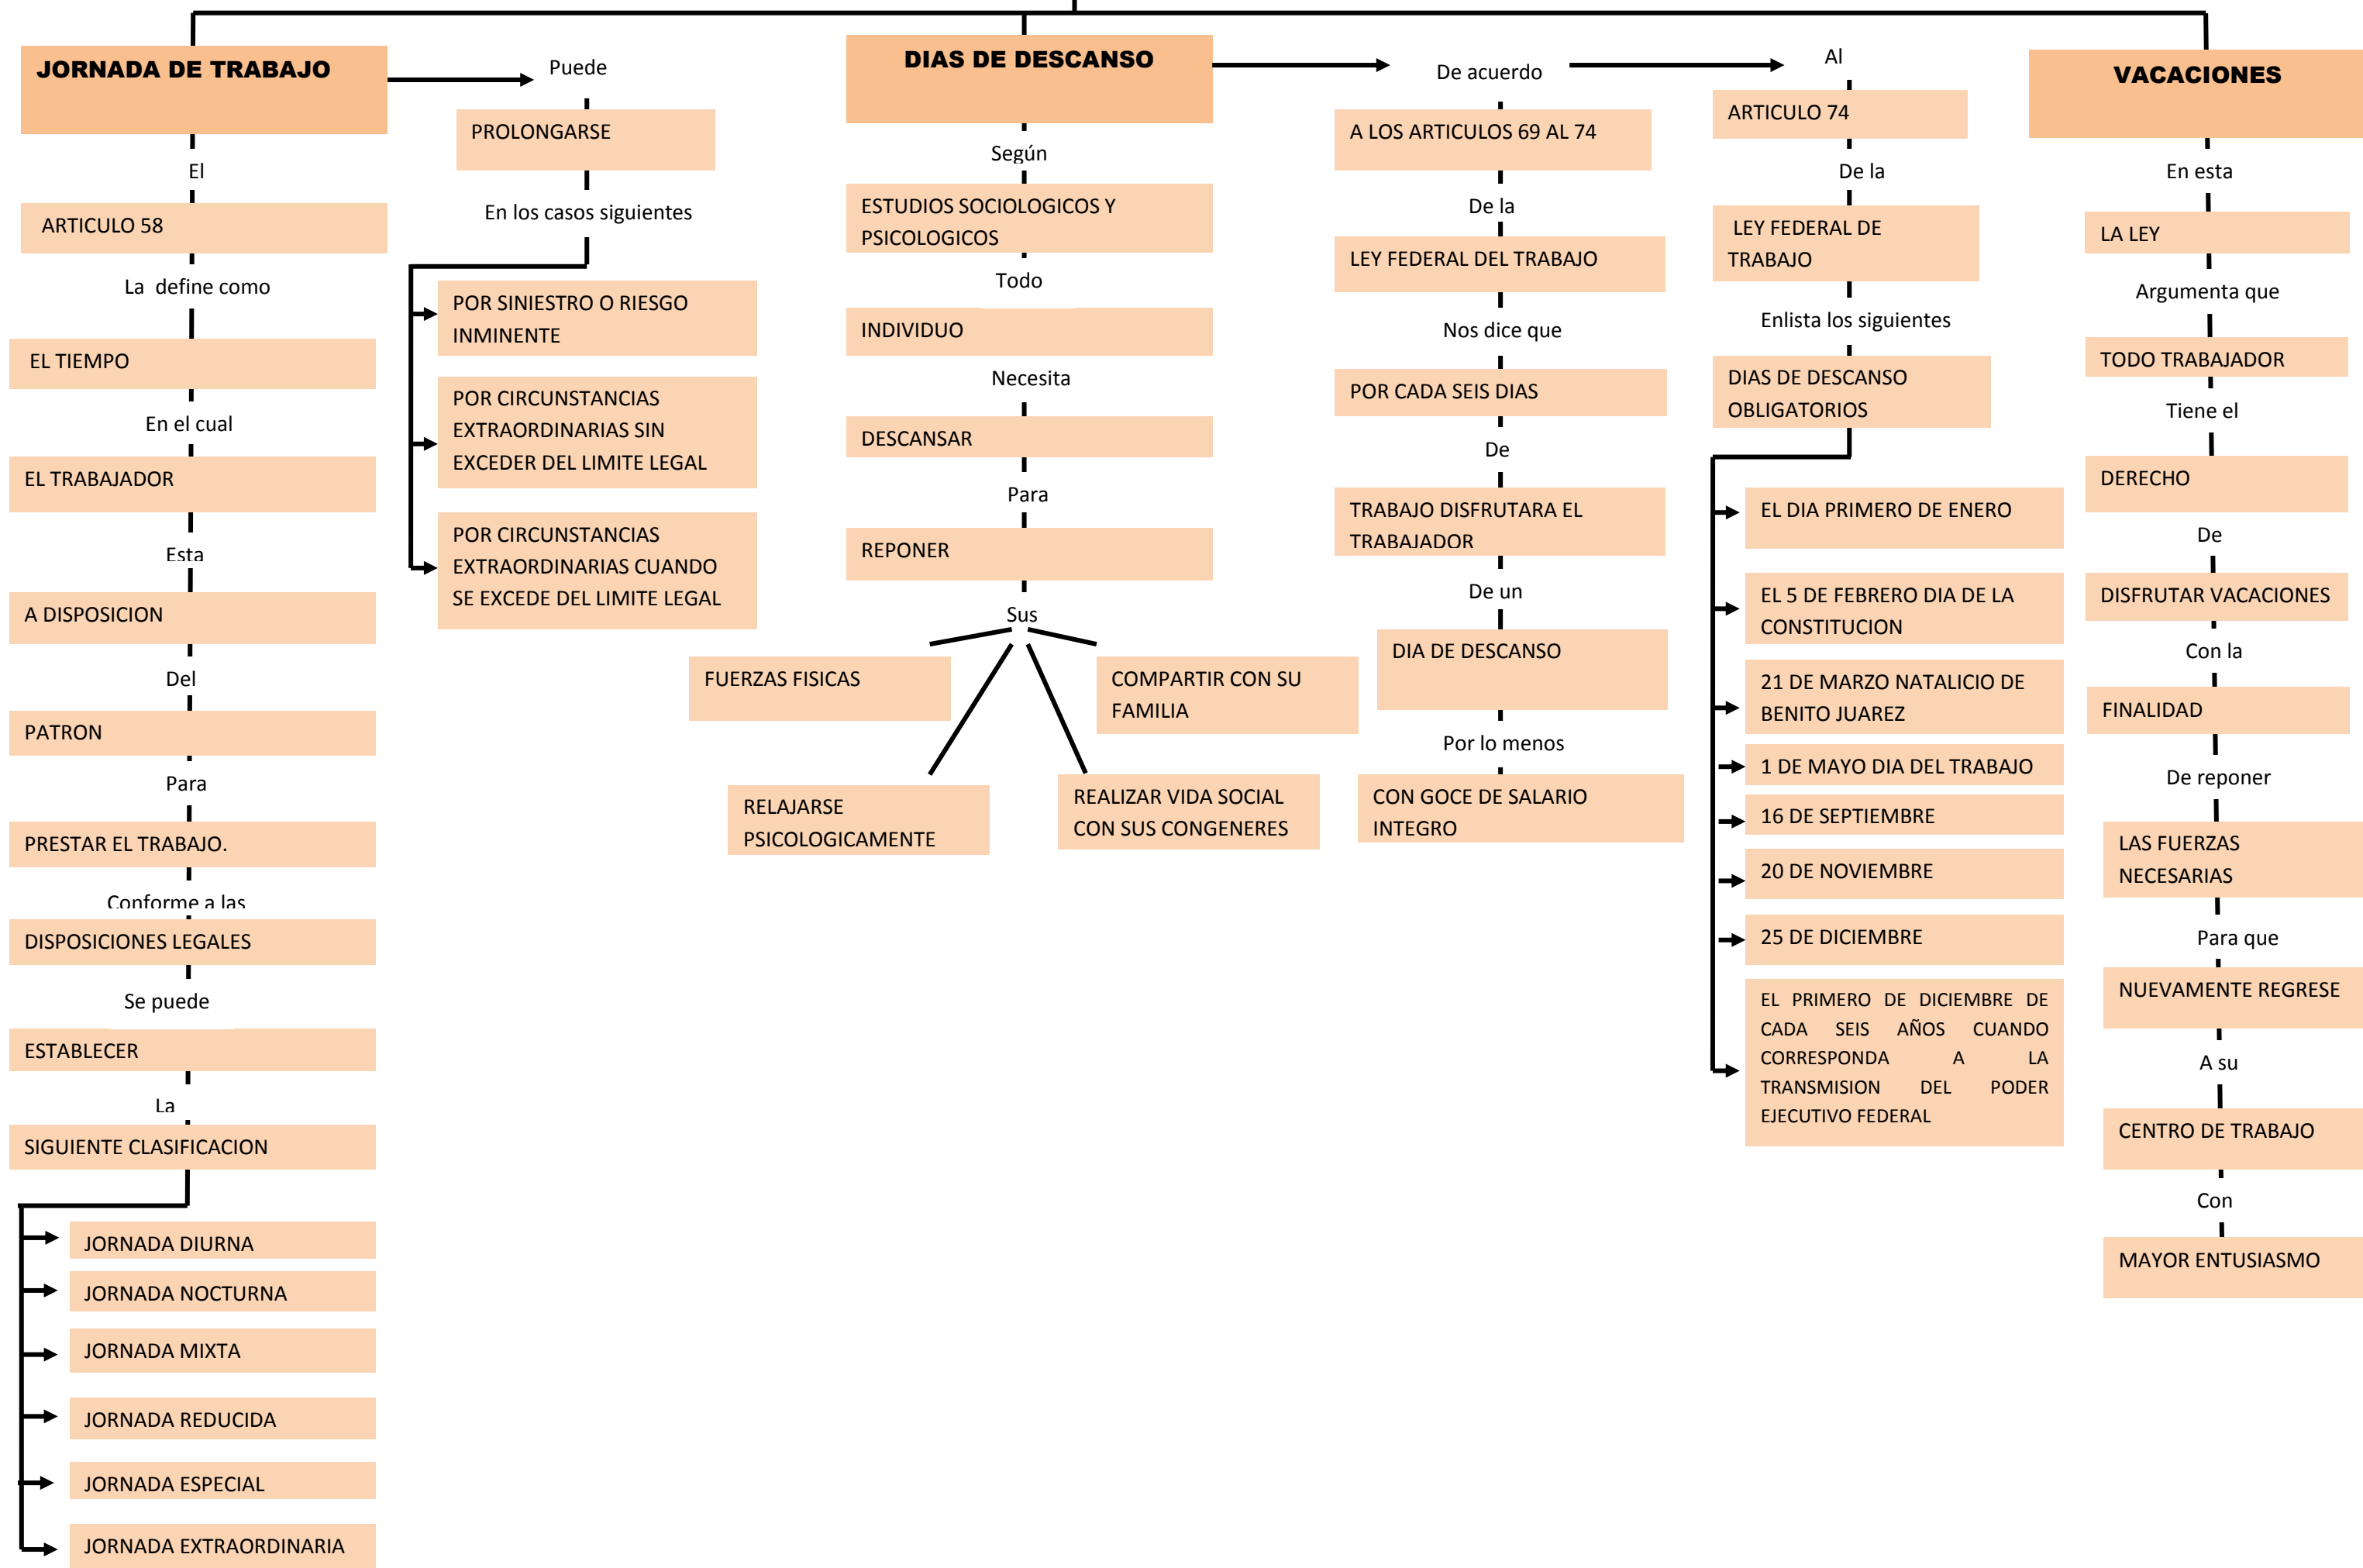 JORNADA DE TRABAJO
El
ARTICULO 58
La define como
EL TIEMPO
En el cual
EL TRABAJADOR
Esta
A DISPOSICION
Del
PATRON
Para
PRESTAR EL TRABAJO.
Conforme a las
DISPOSICIONES LEGALES
Se puede
ESTABLECER
La
SIGUIENTE CLASIFICACION
JORNADA DIURNA
JORNADA NOCTURNA
JORNADA MIXTA
JORNADA REDUCIDA
JORNADA ESPECIAL
JORNADA EXTRAORDINARIA
Puede
PROLONGARSE
En los casos siguientes
POR SINIESTRO O RIESGO
INMINENTE
POR CIRCUNSTANCIAS
EXTRAORDINARIAS SIN
EXCEDER DEL LIMITE LEGAL
POR CIRCUNSTANCIAS
EXTRAORDINARIAS CUANDO
SE EXCEDE DEL LIMITE LEGAL
DIAS DE DESCANSO
Según
ESTUDIOS SOCIOLOGICOS Y
PSICOLOGICOS
Todo
INDIVIDUO
Necesita
DESCANSAR
Para
REPONER
Sus
FUERZAS FISICAS
RELAJARSE
PSICOLOGICAMENTE
REALIZAR VIDA SOCIAL
CON SUS CONGENERES
COMPARTIR CON SU
FAMILIA
De acuerdo
A LOS ARTICULOS 69 AL 74
De la
LEY FEDERAL DEL TRABAJO
Nos dice que
POR CADA SEIS DIAS
De
TRABAJO DISFRUTARA EL
TRABAJADOR
De un
DIA DE DESCANSO
Por lo menos
CON GOCE DE SALARIO
INTEGRO
Al
ARTICULO 74
De la
LEY FEDERAL DE
TRABAJO
Enlista los siguientes
DIAS DE DESCANSO
OBLIGATORIOS
EL DIA PRIMERO DE ENERO
EL 5 DE FEBRERO DIA DE LA
CONSTITUCION
21 DE MARZO NATALICIO DE
BENITO JUAREZ
1 DE MAYO DIA DEL TRABAJO
16 DE SEPTIEMBRE
20 DE NOVIEMBRE
25 DE DICIEMBRE
EL PRIMERO DE DICIEMBRE DE
CADA SEIS AÑOS CUANDO
CORRESPONDA A LA
TRANSMISION DEL PODER
EJECUTIVO FEDERAL
VACACIONES
En esta
LA LEY
Argumenta que
TODO TRABAJADOR
Tiene el
DERECHO
De
DISFRUTAR VACACIONES
Con la
FINALIDAD
De reponer
LAS FUERZAS
NECESARIAS
Para que
NUEVAMENTE REGRESE
A su
CENTRO DE TRABAJO
Con
MAYOR ENTUSIASMO